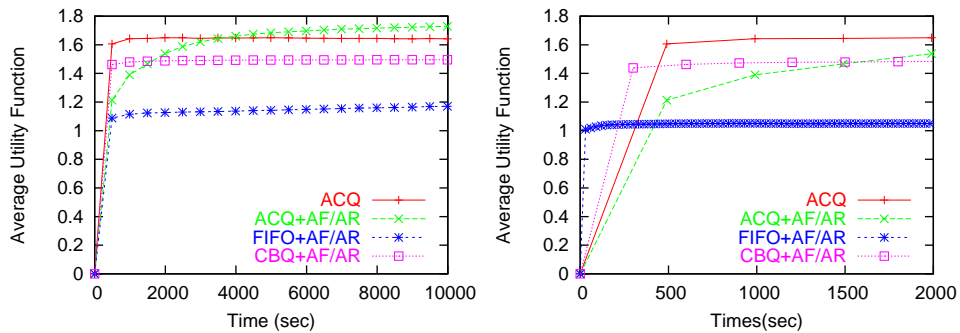 Average Utility Function
1.8
1.6
1.4
1.2
1
0.8
0.6
0.4
0.2
0
ACQ
ACQ+AF/AR
FIFO+AF/AR
CBQ+AF/AR
0 2000 4000 6000 8000 10000
Time (sec)
Average Utility Function
1.8
1.6
1.4
1.2
1
0.8
0.6
0.4
0.2
0
ACQ
ACQ+AF/AR
FIFO+AF/AR
CBQ+AF/AR
0 500 1000 1500 2000
Times(sec)